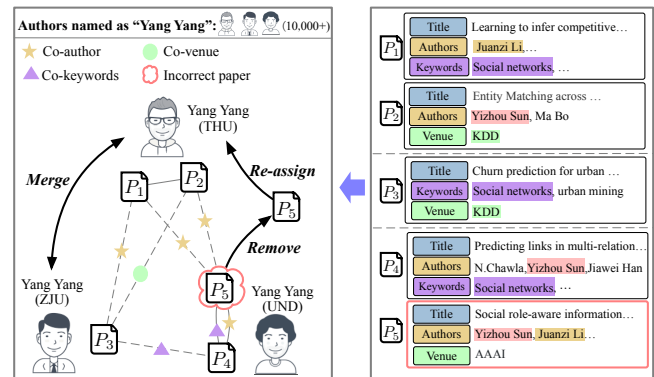 Authors named as “Yang Yang”: (10,000+)
Co-author
Co-venue
Co-keywords
Incorrect paper
Yang Yang
(THU)
Merge
Re-assign
P1
P2
P5
Remove
Yang Yang
(ZJU)
P5
Yang Yang
(UND)
P3
P4
P1
Title Learning to infer competitive…
Authors Juanzi Li,…
Keywords Social networks, …
P2
Title Entity Matching across …
Authors Yizhou Sun, Ma Bo
Venue KDD
P3
Title Churn prediction for urban …
Keywords Social networks, urban mining
Venue KDD
P4
Title Predicting links in multi-relation…
Authors N.Chawla,Yizhou Sun,Jiawei Han
Keywords Social networks, …
P5
Title Social role-aware information…
Authors Yizhou Sun, Juanzi Li…
Venue AAAI